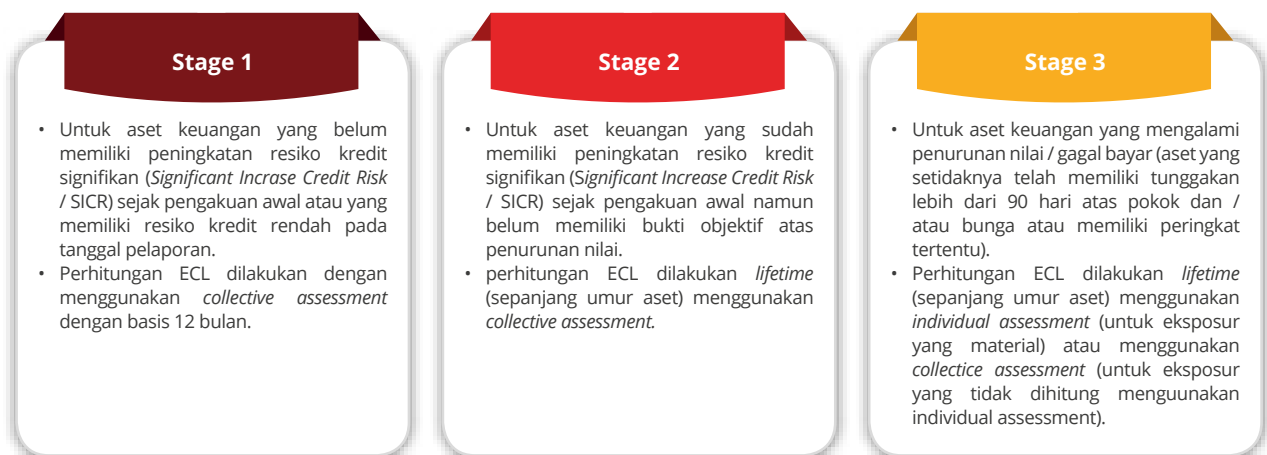 Stage 1
• Untuk aset keuangan yang belum
memiliki peningkatan resiko kredit
signifikan (Significant Incrase Credit Risk
/ SICR) sejak pengakuan awal atau yang
memiliki resiko kredit rendah pada
tanggal pelaporan.
• Perhitungan ECL dilakukan dengan
menggunakan collective assessment
dengan basis 12 bulan.
Stage 2
• Untuk aset keuangan yang sudah
memiliki peningkatan resiko kredit
signifikan (Significant Increase Credit Risk
/ SICR) sejak pengakuan awal namun
belum memiliki bukti objektif atas
penurunan nilai.
• perhitungan ECL dilakukan lifetime
(sepanjang umur aset) menggunakan
collective assessment.
Stage 3
• Untuk aset keuangan yang mengalami
penurunan nilai / gagal bayar (aset yang
setidaknya telah memiliki tunggakan
lebih dari 90 hari atas pokok dan /
atau bunga atau memiliki peringkat
tertentu).
• Perhitungan ECL dilakukan lifetime
(sepanjang umur aset) menggunakan
individual assessment (untuk eksposur
yang material) atau menggunakan
collectice assessment (untuk eksposur
yang tidak dihitung menguunakan
individual assessment).